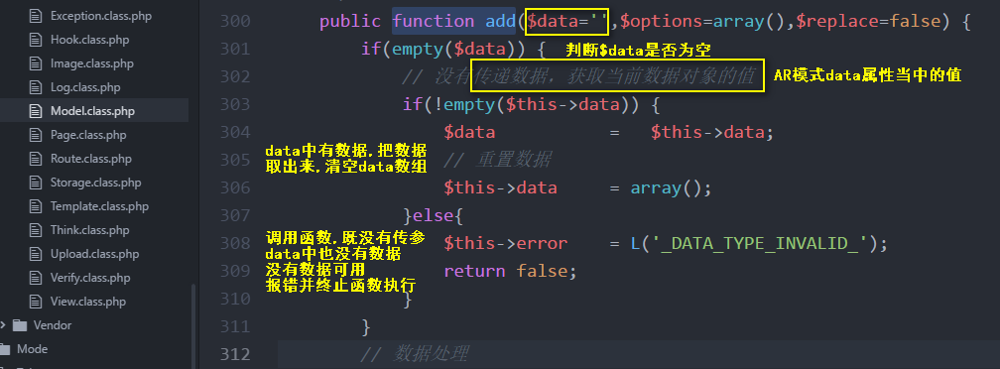 Exception.class.php
Hook.class.php
Image.class.php
Log.class.php
Model.class.php
Page.class.php
Route.class.php
Storage.class.php
Template.class.php
Think.class.php
Upload.class.php
Verify.class.php
View.class.php
Vendor
Mode
300 public function add($data='',$options=array(),$replace=false) {
301 if(empty($data)) { 判断$data是否为空
302 // 没有传递数据，获取当前数据对象的值 AR模式data属性当中的值
303 if(!empty($this->data)) {
304 $data = $this->data;
data中有数据,把数据
305 // 重置数据
取出来,清空data数组
306 $this->data = array();
307 }else{
调用函数,既没有传参
308 $this->error = L('_DATA_TYPE_INVALID_');
data中也没有数据
没有数据可用
309 return false;
报错并终止函数执行
310 }
311 }
312 // 数据处理